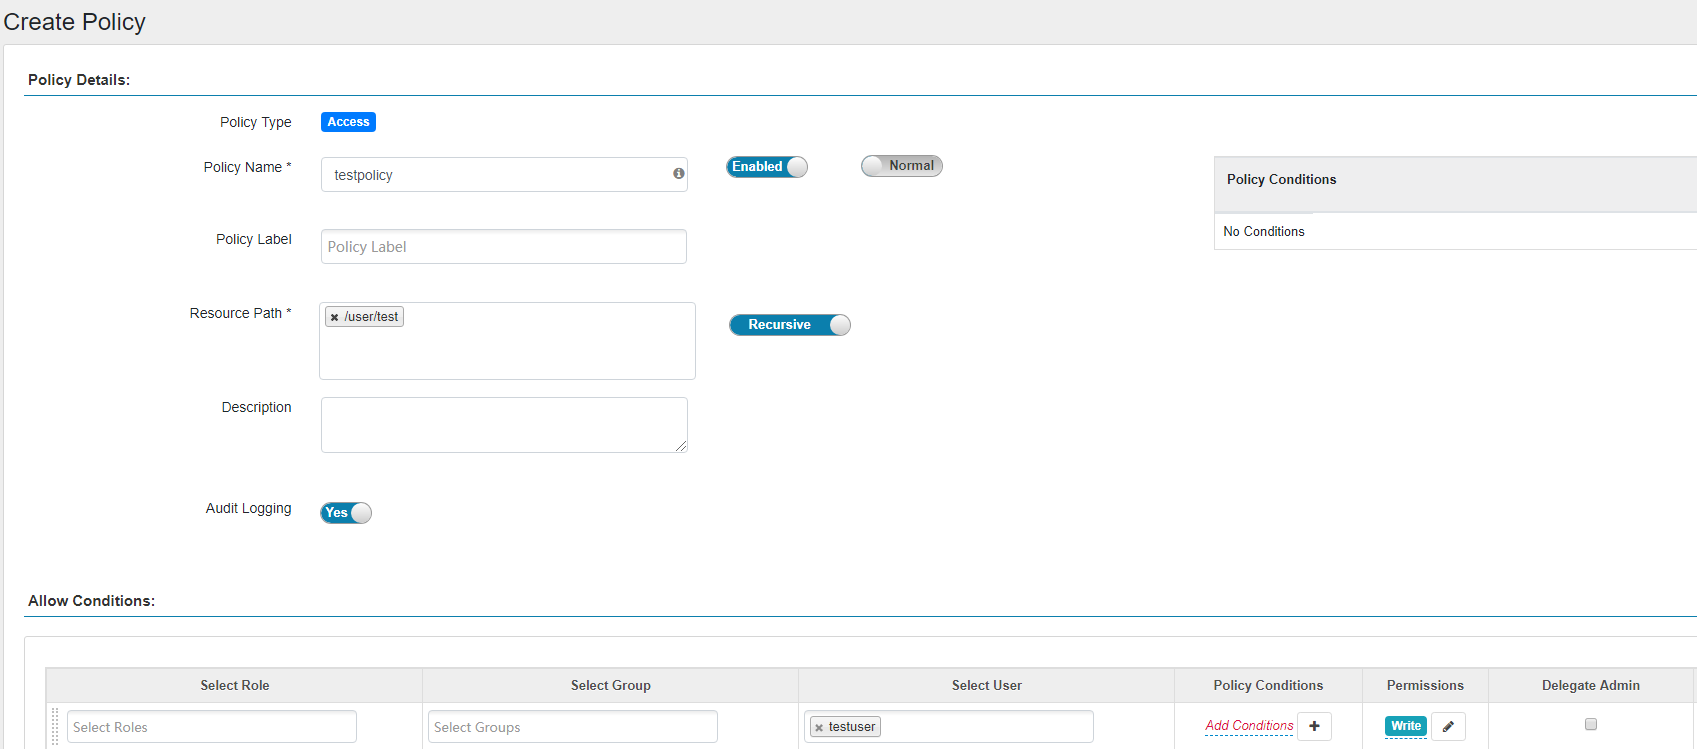 Create Policy
Policy Details:
Policy Type Access
Policy Name * testpolicy Enabled Normal
Policy Conditions
No Conditions
Policy Label Policy Label
Resource Path * /user/test Recursive
Description
Audit Logging Yes
Allow Conditions:
Select Role Select Group Select User Policy Conditions Permissions Delegate Admin
Select Roles Select Groups testuser Add Conditions Write